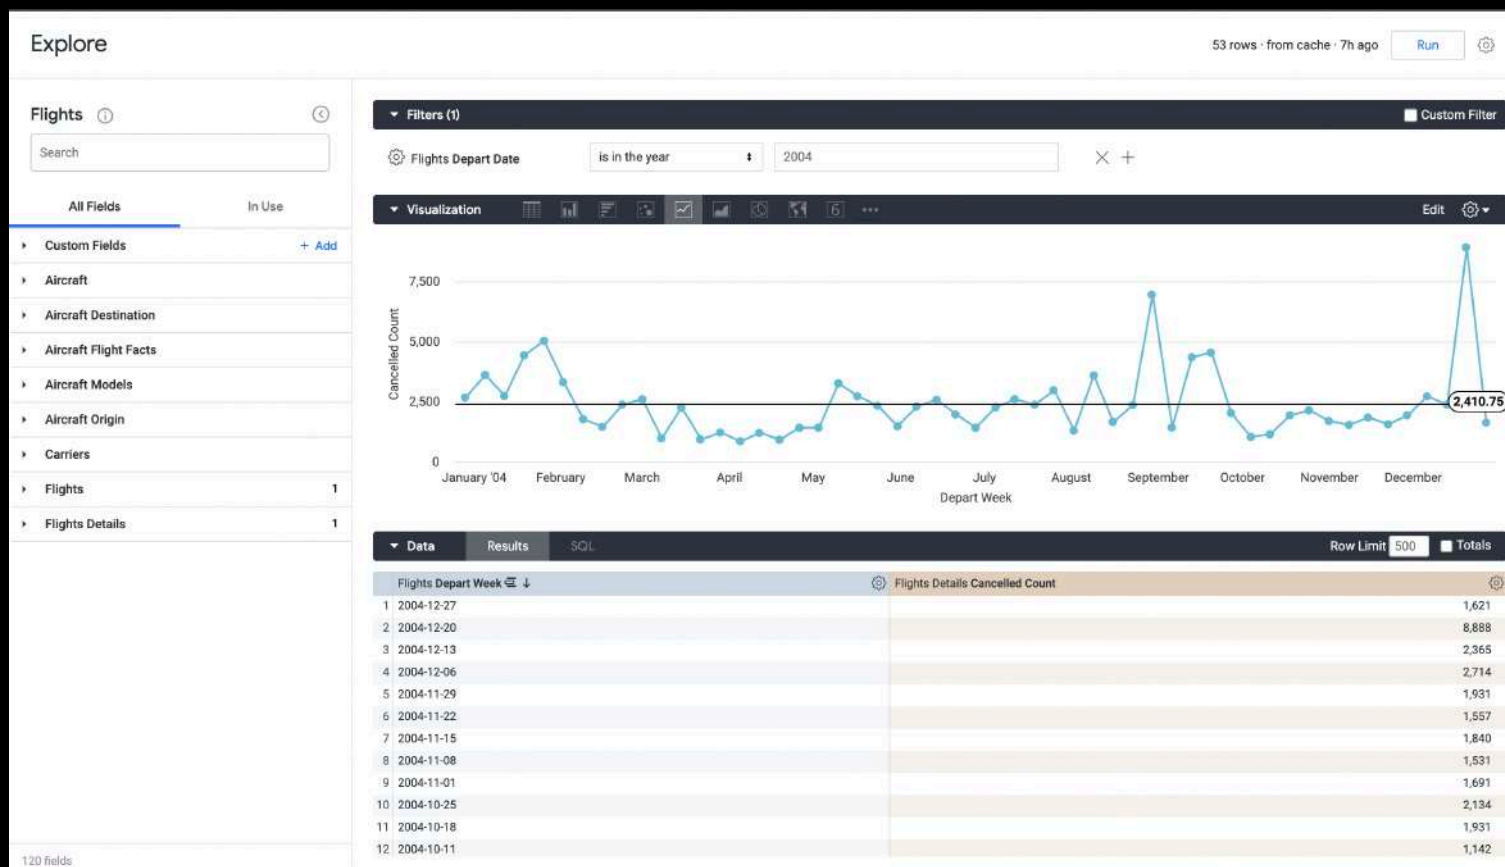 Explore
53 rows · from cache · 7h ago
Run
Flights
Search
All Fields
In Use
Custom Fields
+ Add
Aircraft
Aircraft Destination
Aircraft Flight Facts
Aircraft Models
Aircraft Origin
Carriers
Flights 1
Flights Details 1
120 fields
Filters (1)
Custom Filter
Flights Depart Date
is in the year
2004
Visualization
6
Edit
7,500
5,000
2,500
0
Cancelled Count
2,410.75
January '04 February March April May June July August September October November December
Depart Week
Data
Results
SQL
Row Limit 500
Totals
Flights Depart Week
Flights Details Cancelled Count
1 2004-12-27 1,621
2 2004-12-20 8,888
3 2004-12-13 2,365
4 2004-12-06 2,714
5 2004-11-29 1,931
6 2004-11-22 1,557
7 2004-11-15 1,840
8 2004-11-08 1,531
9 2004-11-01 1,691
10 2004-10-25 2,134
11 2004-10-18 1,931
12 2004-10-11 1,142